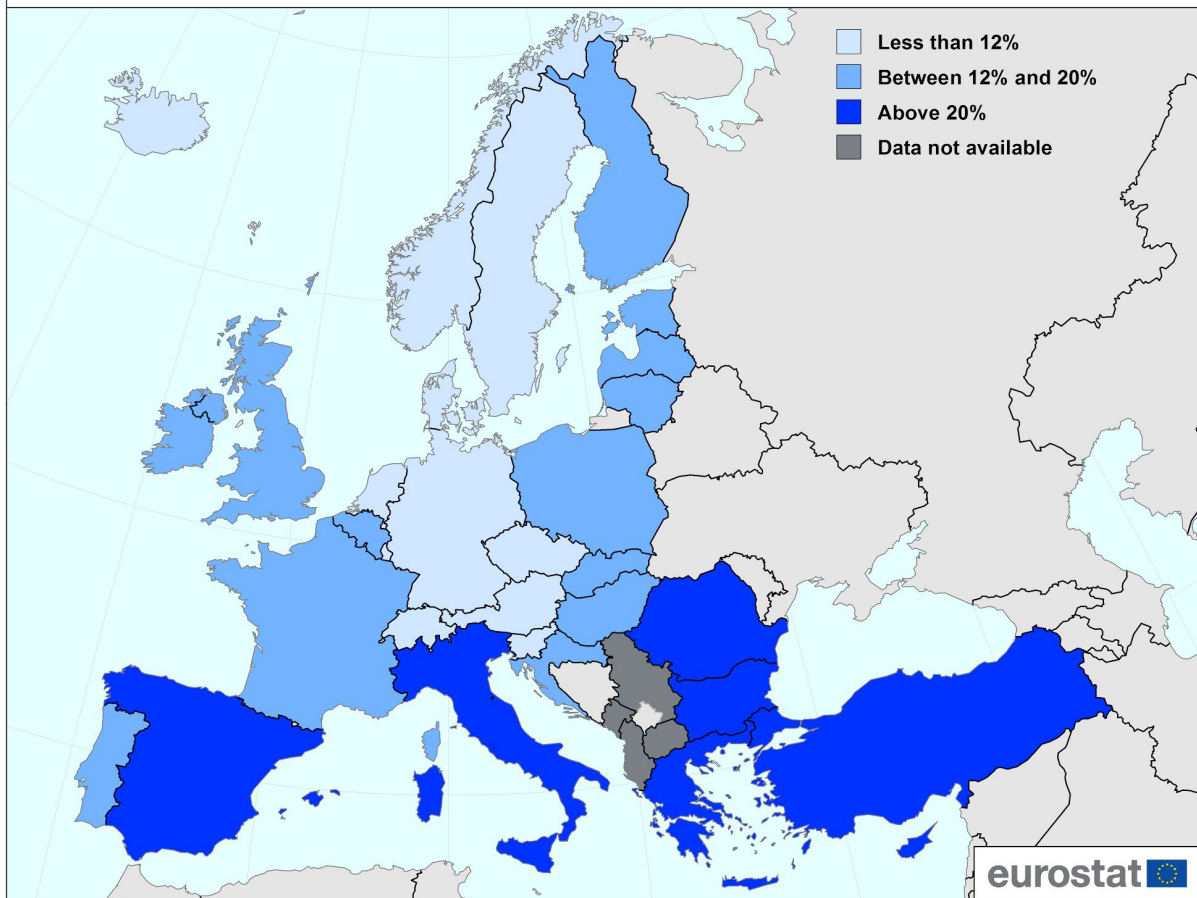 Less than 12%
Between 12% and 20%
Above 20%
Data not available
eurostat